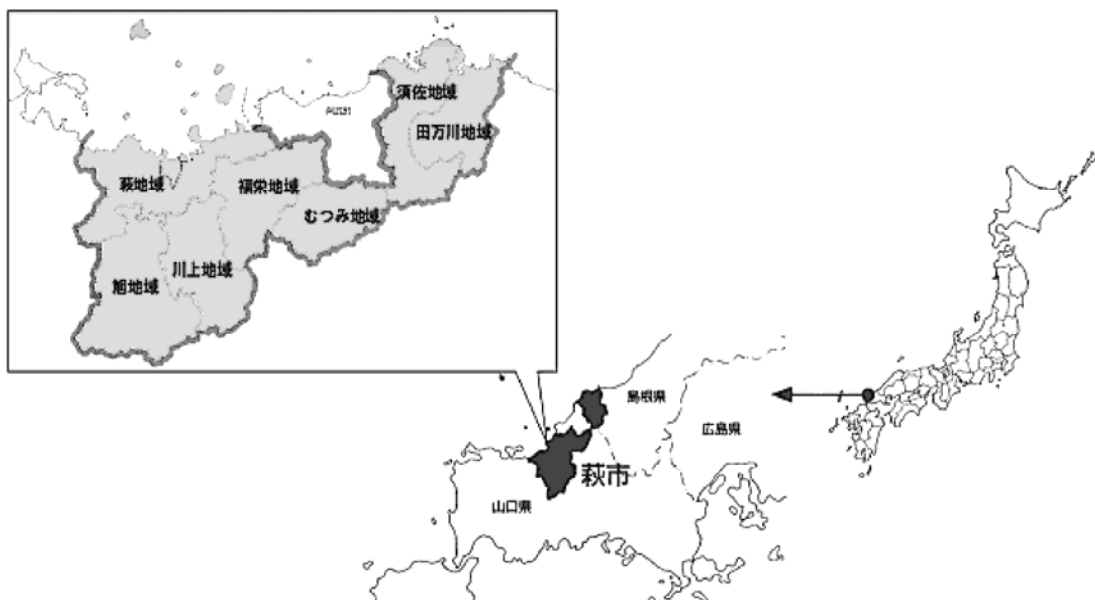 須佐地域
田万川地域
萩地域
福栄地域
むつみ地域
川上地域
旭地域
島根県
広島県
萩市
山口県